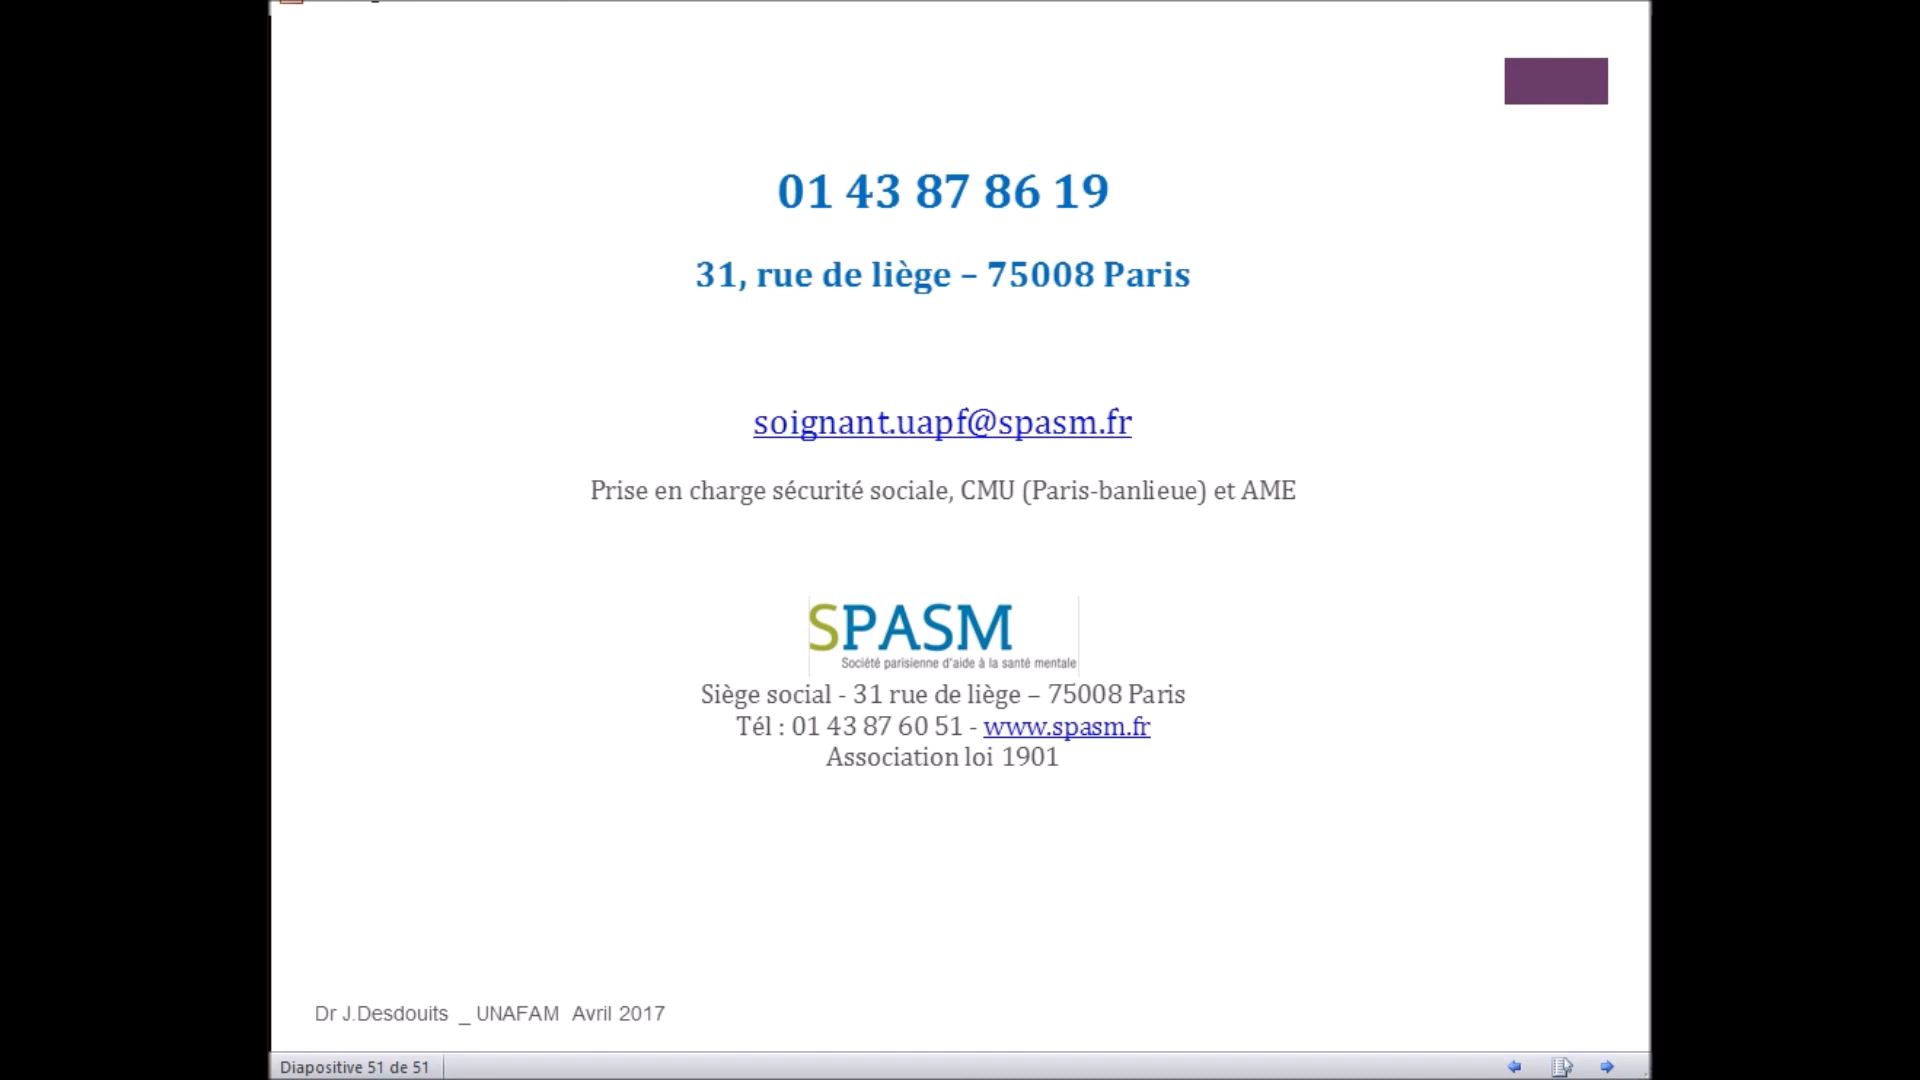 01 43 87 86 19
31, rue de liège – 75008 Paris
soignant.uapf@spasm.fr
Prise en charge sécurité sociale, CMU (Paris-banlieue) et AME
SPASM
Société parisienne d'aide à la santé mentale
Siège social - 31 rue de liège – 75008 Paris
Tél : 01 43 87 60 51 - www.spasm.fr
Association loi 1901
Dr J.Desdouits _ UNAFAM Avril 2017
Diapositive 51 de 51